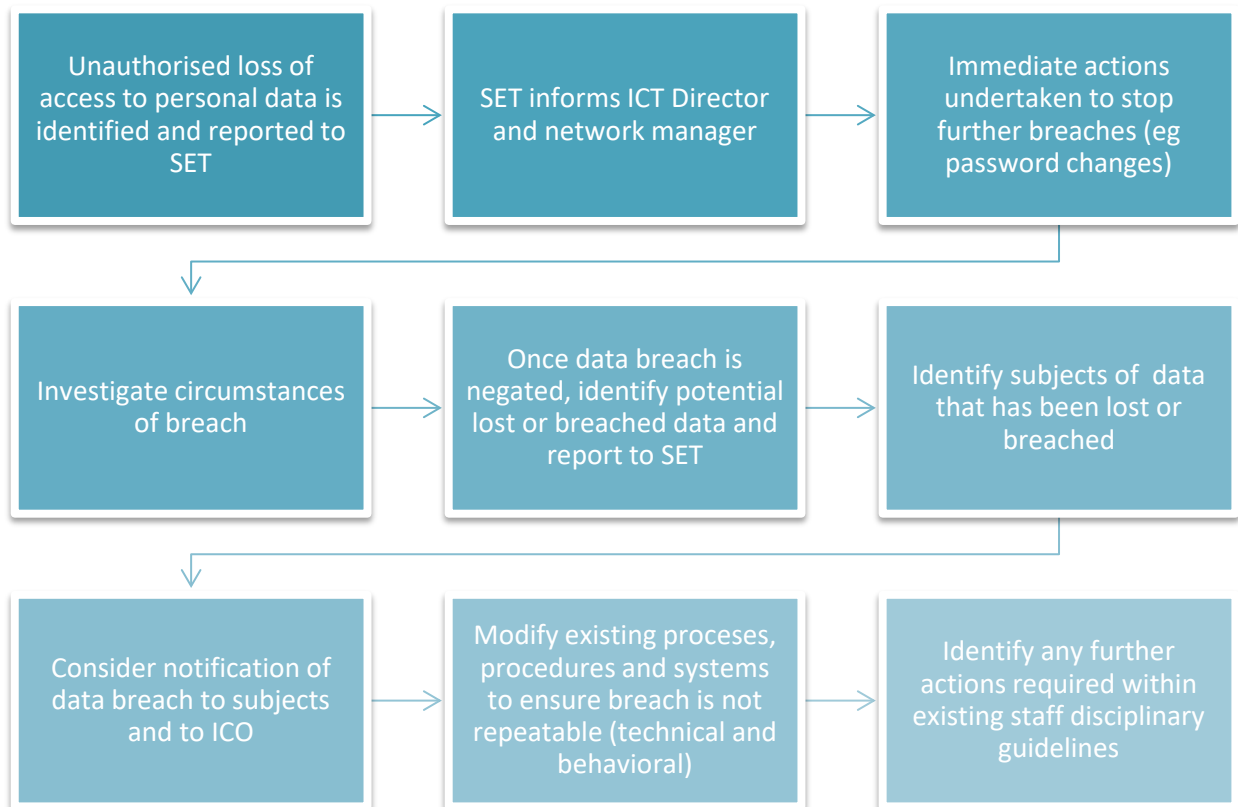 Unauthorised loss of
access to personal data is
identified and reported to
SET
SET informs ICT Director
and network manager
Immediate actions
undertaken to stop
further breaches (eg
password changes)
Investigate circumstances
of breach
Once data breach is
negated, identify potential
lost or breached data and
report to SET
Identify subjects of  data
that has been lost or
breached
Consider notification of
data breach to subjects
and to ICO
Modify existing proceses,
procedures and systems
to ensure breach is not
repeatable (technical and
behavioral)
Identify any further
actions required within
existing staff disciplinary
guidelines